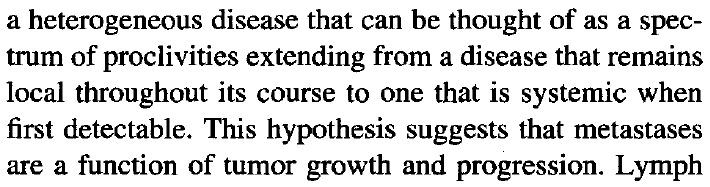 a heterogeneous disease that can be thought of as a spec-
trum of proclivities extending from a disease that remains
local throughout its course to one that is systemic when
first detectable. This hypothesis suggests that metastases
are a function of tumor growth and progression. Lymph